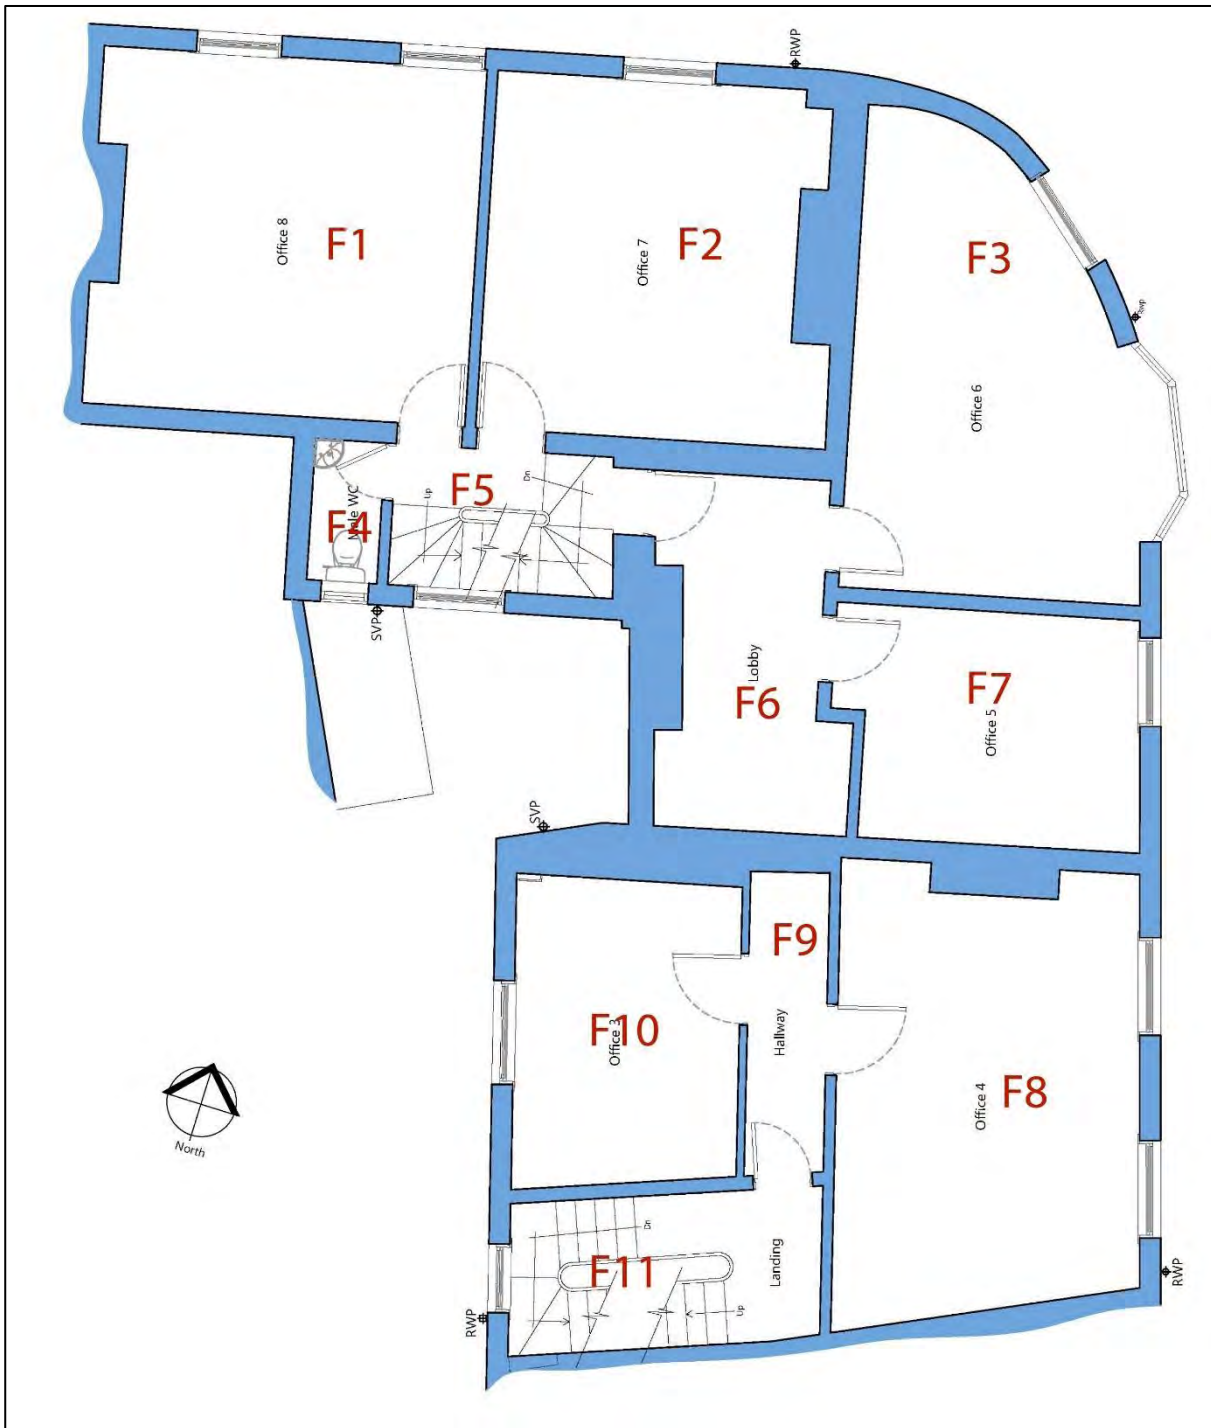 RWP
Office 8
F1
Office 7
F2
F3
Rwp
Office 6
Male WC
F4
Up
F5
Dn
SVP
Lobby
F6
F7
Office 5
SVP
F9
Hallway
F10
Office 3
F8
Office 4
North
Dn
F11
Landing
Up
RWP
RWP